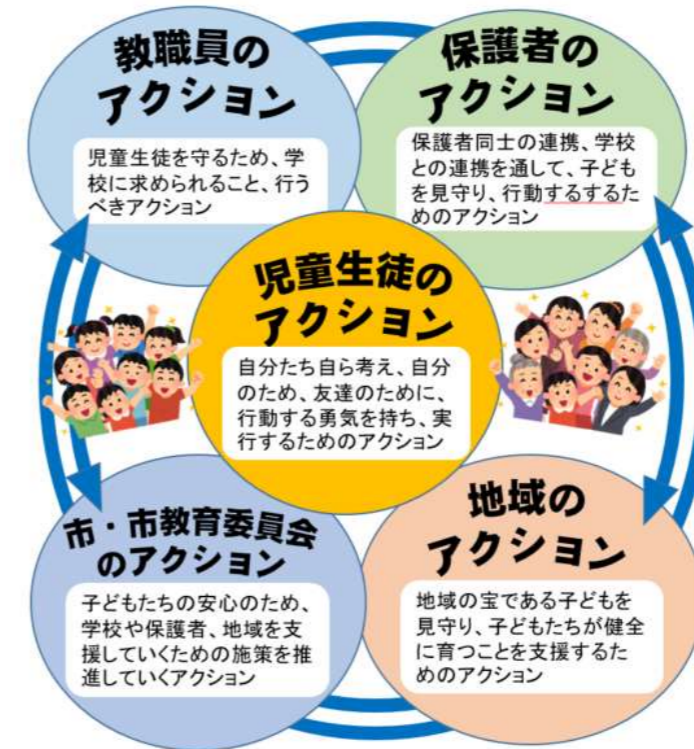 教職員の
アクション
児童生徒を守るため、学
校に求められること、行う
べきアクション
保護者の
アクション
保護者同士の連携、学校
との連携を通して、子ども
を見守り、行動するするた
めのアクション
児童生徒の
アクション
自分たち自ら考え、自分
のため、友達のために、
行動する勇気を持ち、実
行するためのアクション
市・市教育委員会
のアクション
子どもたちの安心のため、
学校や保護者、地域を支
援していくための施策を推
進していくアクション
地域の
アクション
地域の宝である子どもを
見守り、子どもたちが健全
に育つことを支援するた
めのアクション